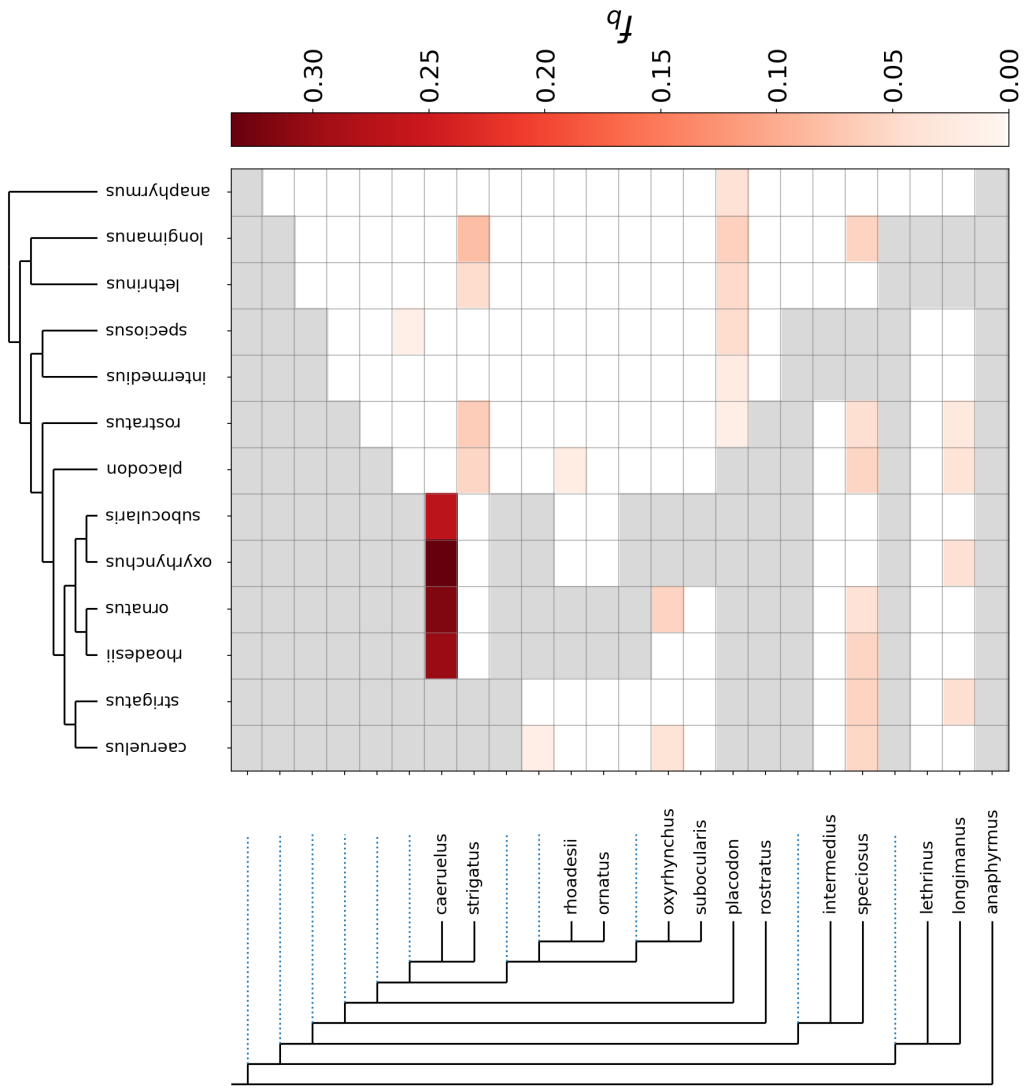 f_b
0.30
0.25
0.20
0.15
0.10
0.05
0.00
anaphyrmus
longimanus
lethrinus
speciosus
intermedius
rostratus
placodon
subocularis
oxyrhynchus
ornatus
rhoadesii
strigatus
caeruelus
caeruelus
strigatus
rhoadesii
ornatus
oxyrhynchus
subocularis
placodon
rostratus
intermedius
speciosus
lethrinus
longimanus
anaphyrmus